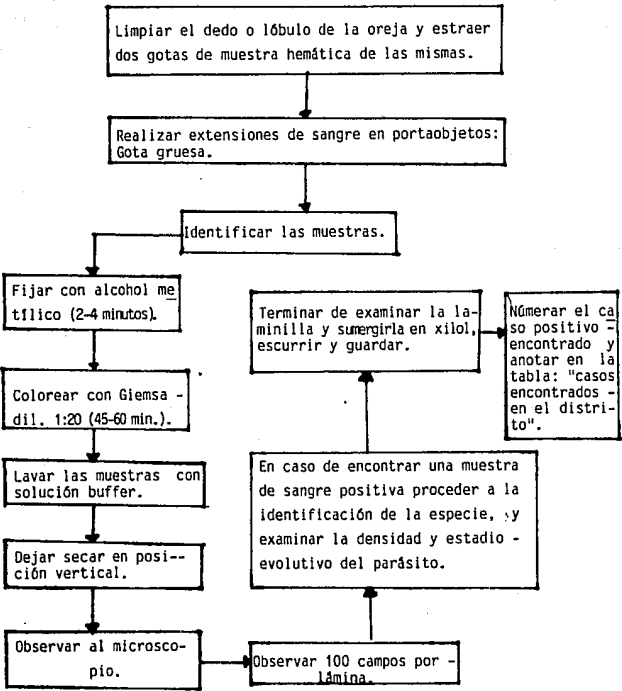 Limpiar el dedo o lóbulo de la oreja y estraer
dos gotas de muestra hemática de las mismas.
Realizar extensiones de sangre en portaobjetos:
Gota gruesa.
Identificar las muestras.
Fijar con alcohol me
tílico (2-4 minutos).
Colorear con Giemsa -
dil. 1:20 (45-60 min.).
Lavar las muestras con
solución buffer.
Dejar secar en posi--
ción vertical.
Observar al microsco-
pio.
Observar 100 campos por -
lámina.
En caso de encontrar una muestra
de sangre positiva proceder a la
identificación de la especie, y
examinar la densidad y estadio -
evolutivo del parásito.
Terminar de examinar la la-
minilla y sumergirla en xilol,
escurrir y guardar.
Númerar el ca
so positivo -
encontrado y
anotar en la
tabla: "casos
encontrados -
en el distri-
to".